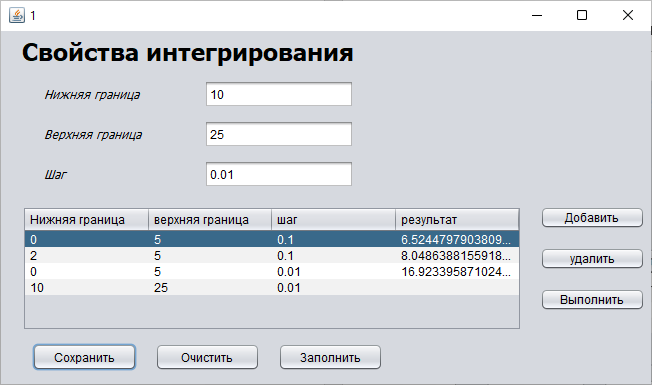 1
Свойства интегрирования
Нижняя граница 10
Верхняя граница 25
Шаг 0.01
Нижняя граница верхняя граница шаг результат
0 5 0.1 6.5244797903809...
2 5 0.1 8.0486388155918...
0 5 0.01 16.923395871024...
10 25 0.01
Добавить
удалить
Выполнить
Сохранить Очистить Заполнить